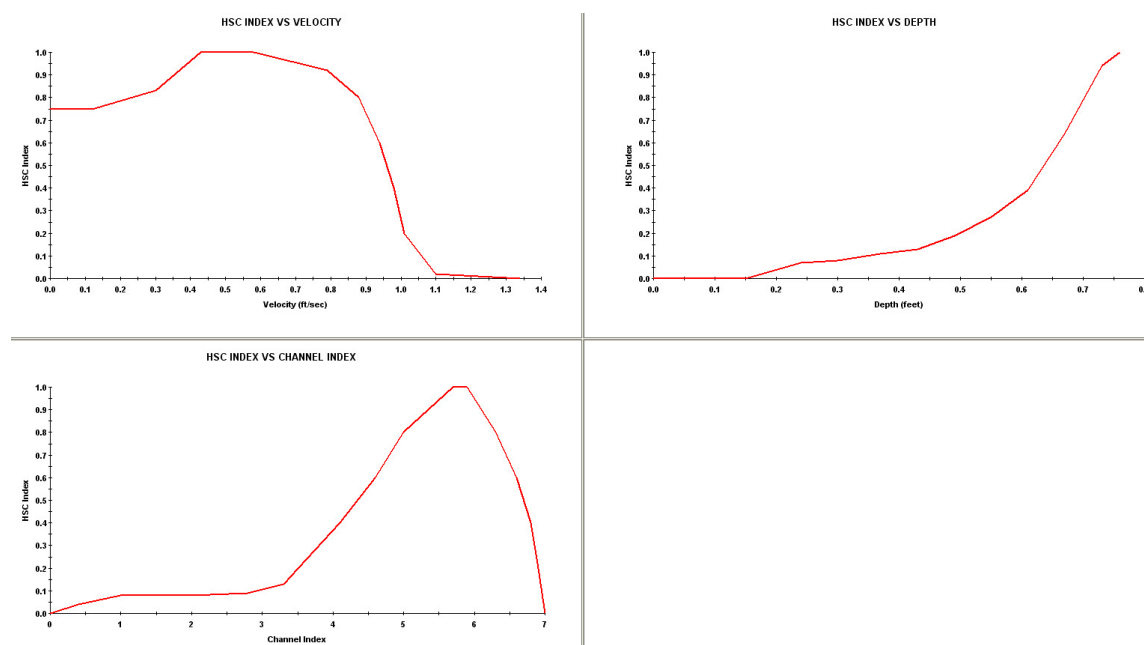 HSC INDEX VS VELOCITY
1.0
0.9
0.8
0.7
0.6
0.5
0.4
0.3
0.2
0.1
0.0
HSC Index
0.0 0.1 0.2 0.3 0.4 0.5 0.6 0.7 0.8 0.9 1.0 1.1 1.2 1.3 1.4
Velocity (ft/sec)
HSC INDEX VS DEPTH
1.0
0.9
0.8
0.7
0.6
0.5
0.4
0.3
0.2
0.1
0.0
HSC Index
0.0 0.1 0.2 0.3 0.4 0.5 0.6 0.7
Depth (feet)
HSC INDEX VS CHANNEL INDEX
1.0
0.9
0.8
0.7
0.6
0.5
0.4
0.3
0.2
0.1
0.0
HSC Index
0 1 2 3 4 5 6 7
Channel Index